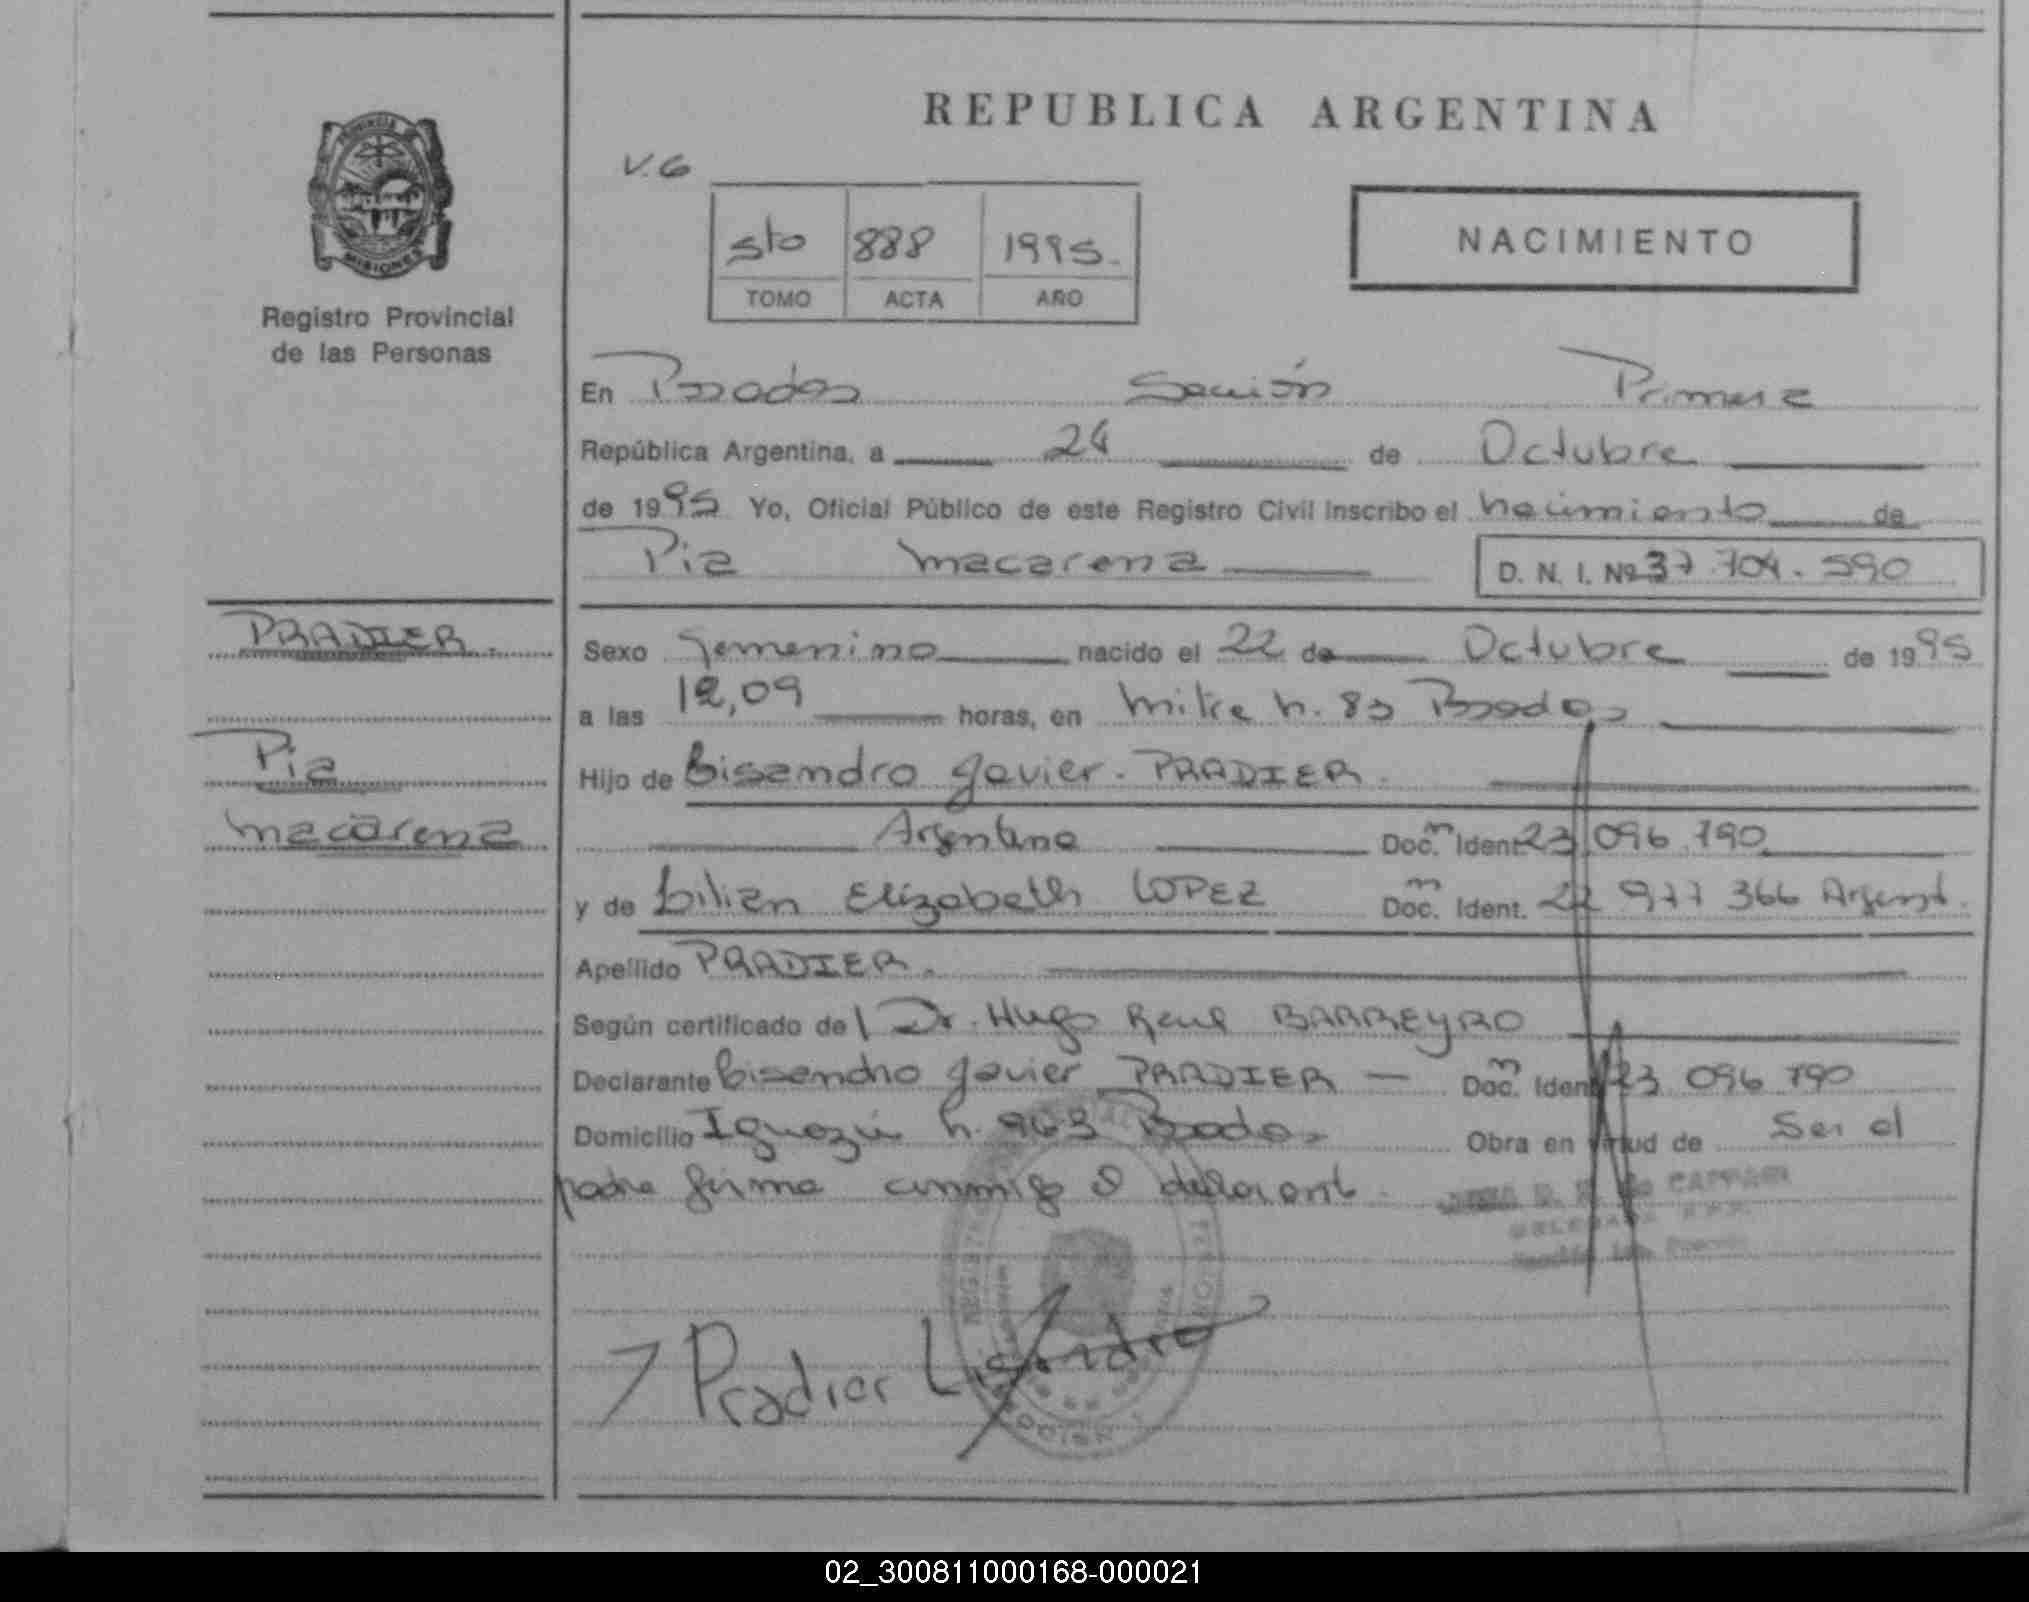 REPUBLICA ARGENTINA
V.6
5to 888 1995.
TOMO ACTA AÑO
NACIMIENTO
PROVINCIA
MISIONES
Registro Provincial
de las Personas
En Posadas Sección Primera
República Argentina, a 24 de Octubre
de 1995 Yo, Oficial Público de este Registro Civil inscribo el nacimiento de
Pia Macarena D. N. I. Nº 37 704. 590
PRADIER.
Pia
Macarena
Sexo femenino nacido el 22 de Octubre de 1995
a las 12,09 horas, en Mitre n. 83 Posadas
Hijo de Lisandro Javier. PRADIER.
Argentino Doc. Ident. 23 096 790
y de Lilian Elizabeth LOPEZ Doc. Ident. 22 977 366 Argent.
Apellido PRADIER.
Según certificado del Dr. Hugo Rene BARREYRO
Declarante Lisandro Javier PRADIER — Doc. Ident. 23 096 790
Domicilio Iguazú n. 963 Posadas Obra en virtud de Ser el
padre firma conmigo el declarante
Pradier Lisandro
02_300811000168-000021